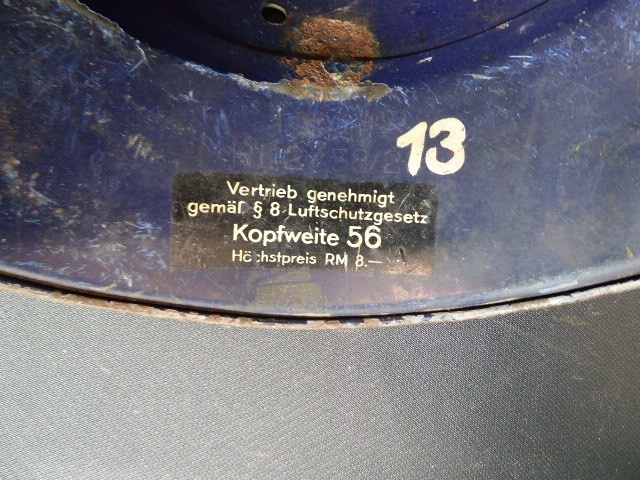 13
Vertrieb genehmigt
gemäß § 8 Luftschutzgesetz
Kopfweite 56
Höchstpreis RM 8.—